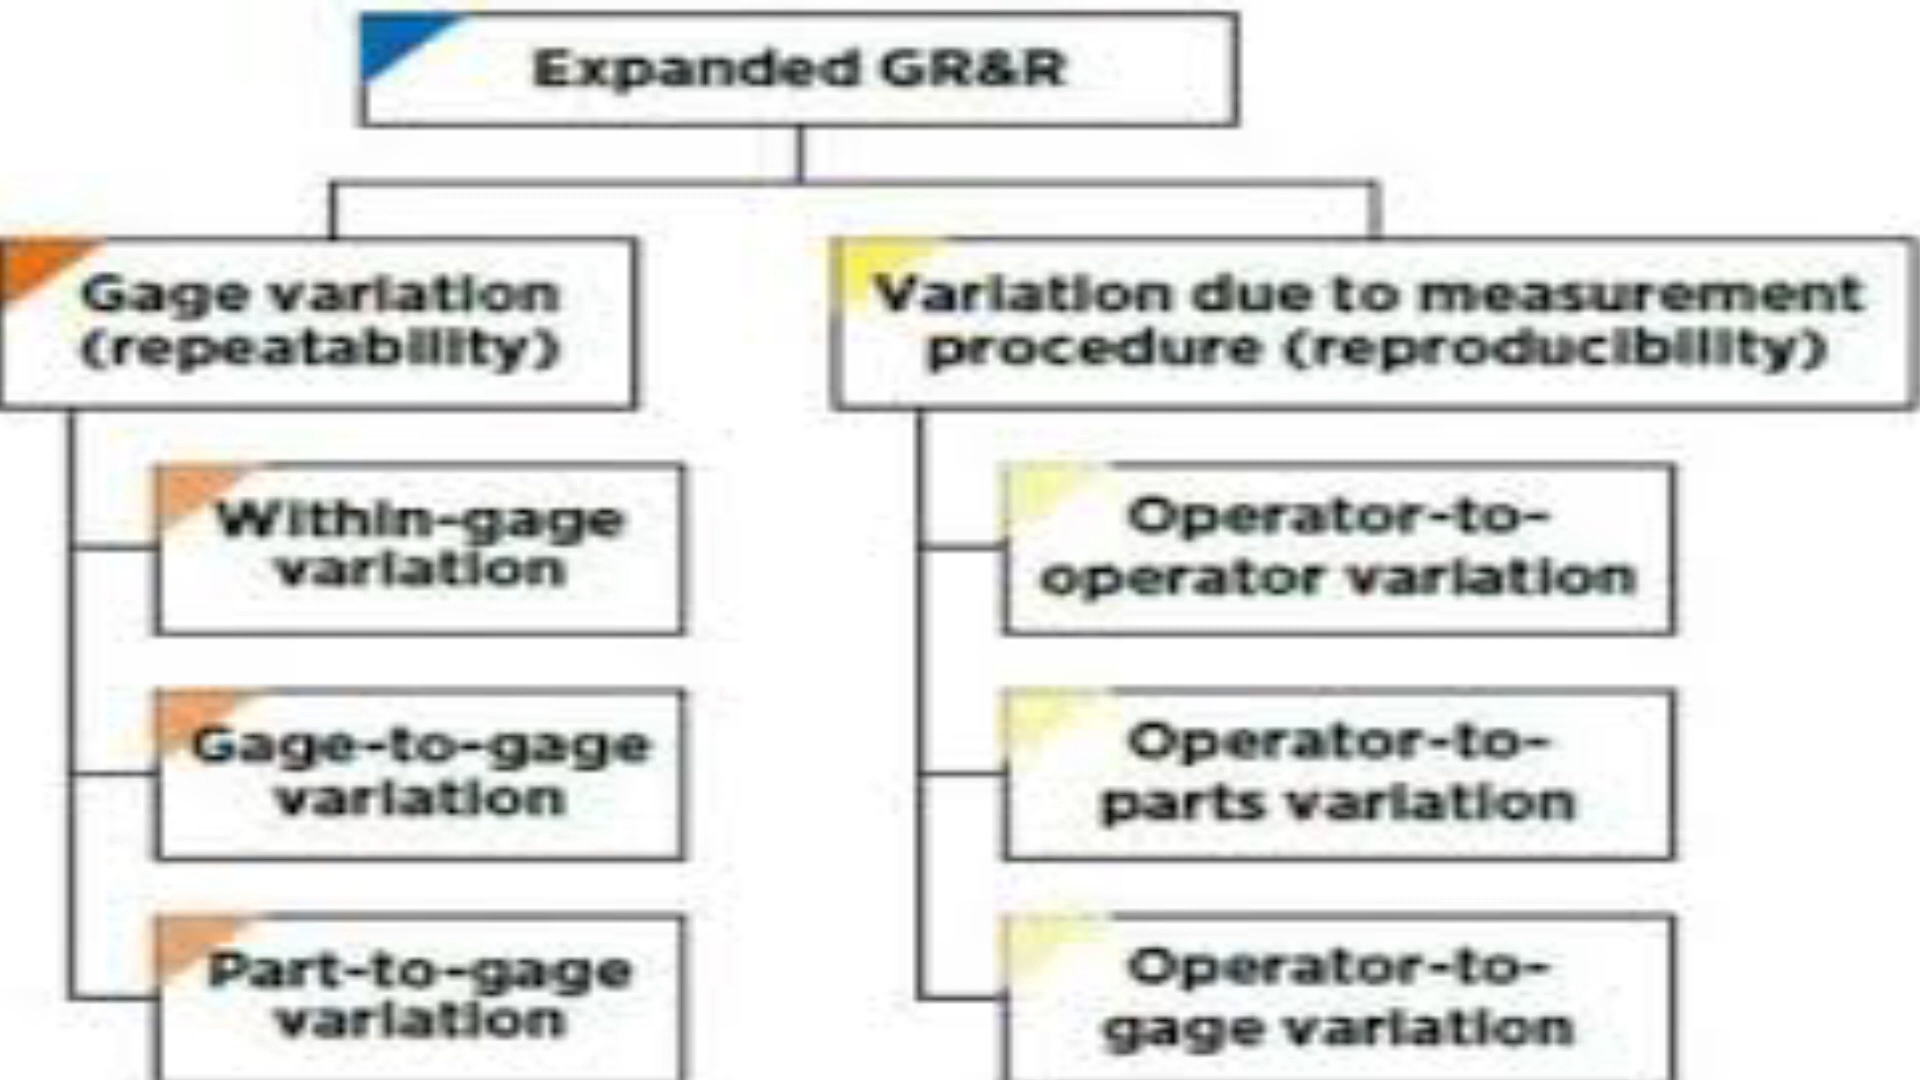 Expanded GR&R
Gage variation
(repeatability)
Variation due to measurement
procedure (reproducibility)
Within-gage
variation
Gage-to-gage
variation
Part-to-gage
variation
Operator-to-
operator variation
Operator-to-
parts variation
Operator-to-
gage variation